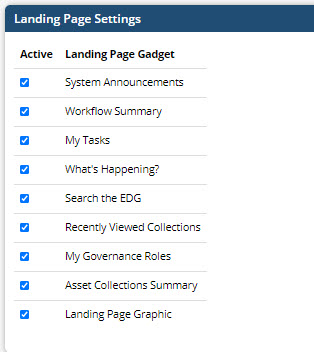 Landing Page Settings
Active Landing Page Gadget
System Announcements
Workflow Summary
My Tasks
What's Happening?
Search the EDG
Recently Viewed Collections
My Governance Roles
Asset Collections Summary
Landing Page Graphic